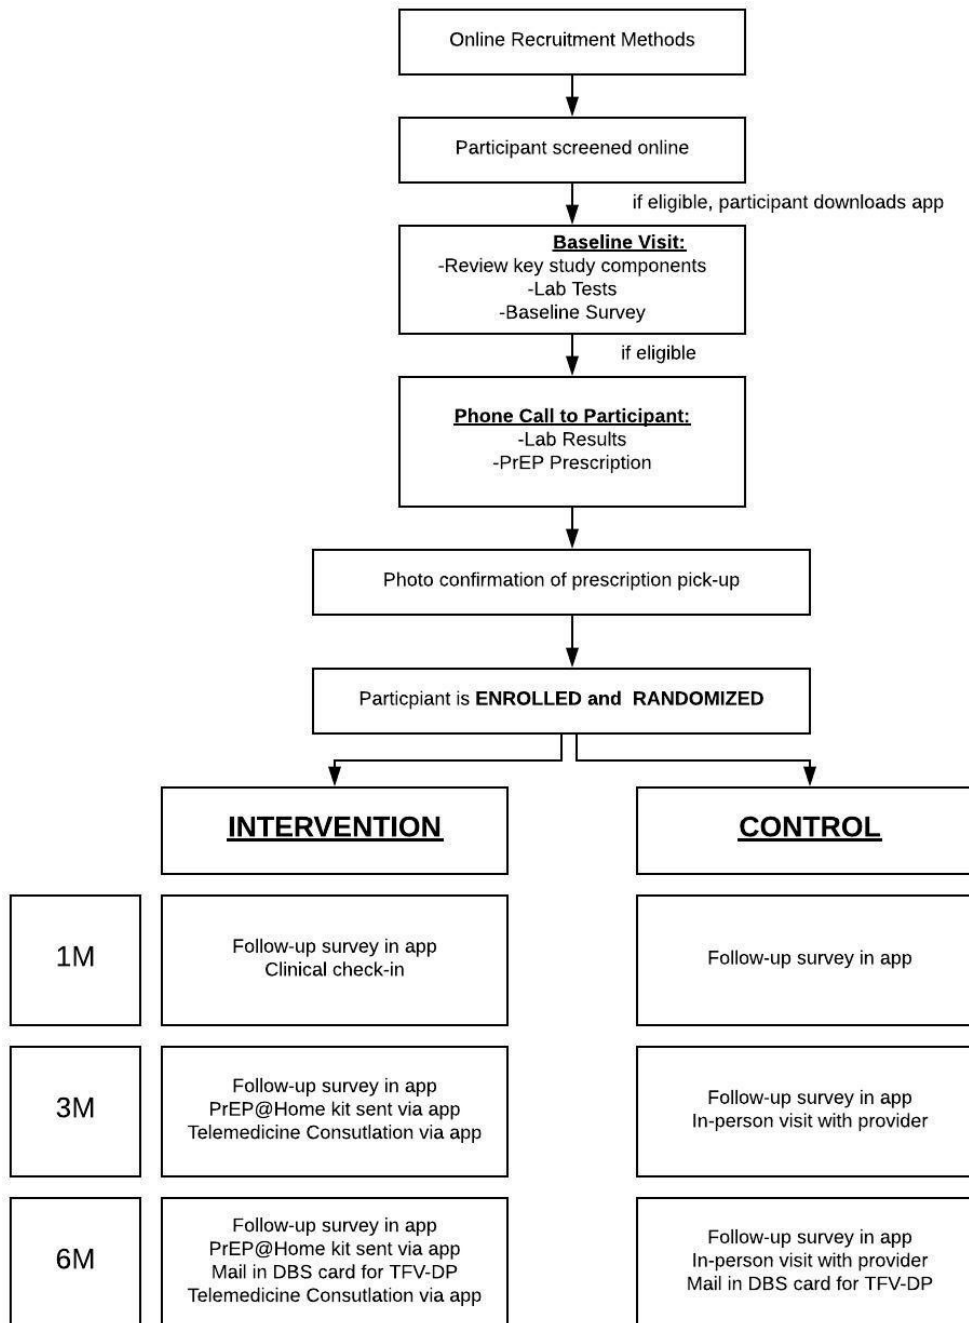 Online Recruitment Methods
Participant screened online
if eligible, participant downloads app
Baseline Visit:
-Review key study components
-Lab Tests
-Baseline Survey
if eligible
Phone Call to Participant:
-Lab Results
-PrEP Prescription
Photo confirmation of prescription pick-up
Particpiant is ENROLLED and  RANDOMIZED
INTERVENTION
CONTROL
1M
Follow-up survey in app
Clinical check-in
Follow-up survey in app
3M
Follow-up survey in app
PrEP@Home kit sent via app
Telemedicine Consutlation via app
Follow-up survey in app
In-person visit with provider
6M
Follow-up survey in app
PrEP@Home kit sent via app
Mail in DBS card for TFV-DP
Telemedicine Consutlation via app
Follow-up survey in app
In-person visit with provider
Mail in DBS card for TFV-DP